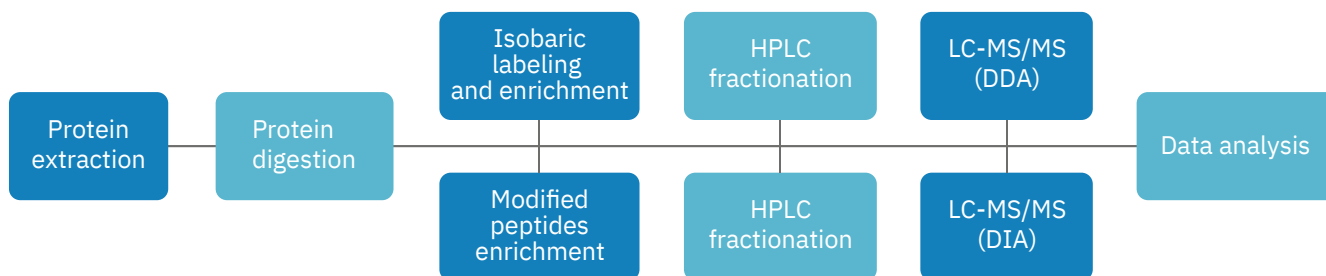 Protein
extraction
Protein
digestion
Isobaric
labeling
and enrichment
Modified
peptides
enrichment
HPLC
fractionation
HPLC
fractionation
LC-MS/MS
(DDA)
LC-MS/MS
(DIA)
Data analysis